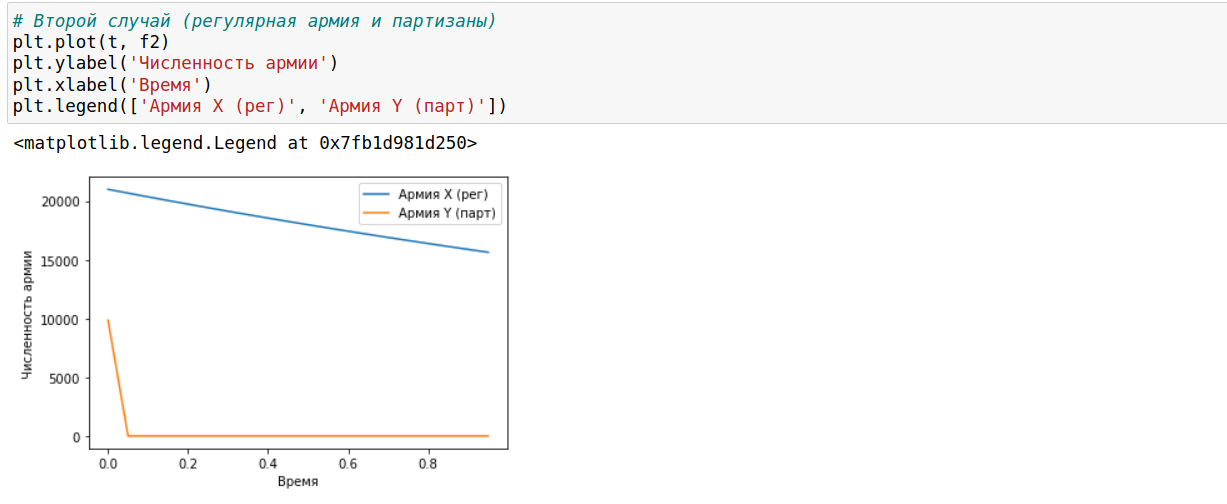 # Второй случай (регулярная армия и партизаны)
plt.plot(t, f2)
plt.ylabel('Численность армии')
plt.xlabel('Время')
plt.legend(['Армия X (рег)', 'Армия Y (парт)'])
<matplotlib.legend.Legend at 0x7fb1d981d250>
Армия X (рег)
Армия Y (парт)
20000
15000
10000
5000
0
Численность армии
0.0 0.2 0.4 0.6 0.8
Время